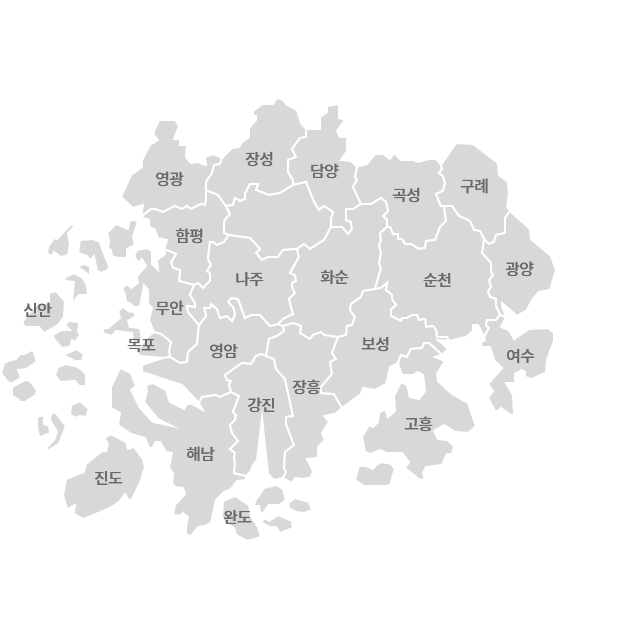 장성
담양
영광
구례
곡성
함평
광양
나주
화순
순천
무안
신안
목포
보성
영암
여수
장흥
강진
고흥
해남
진도
완도